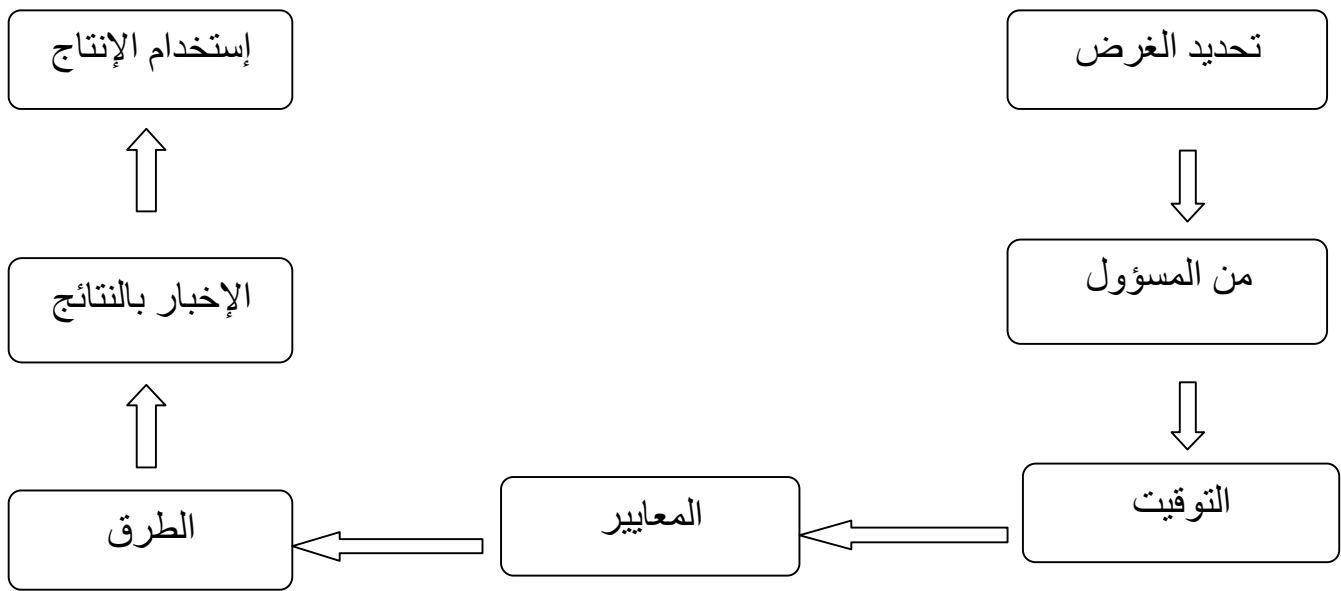 تحديد الغرض
من المسؤول
التوقيت
المعايير
الطرق
الإخبار بالنتائج
إستخدام الإنتاج